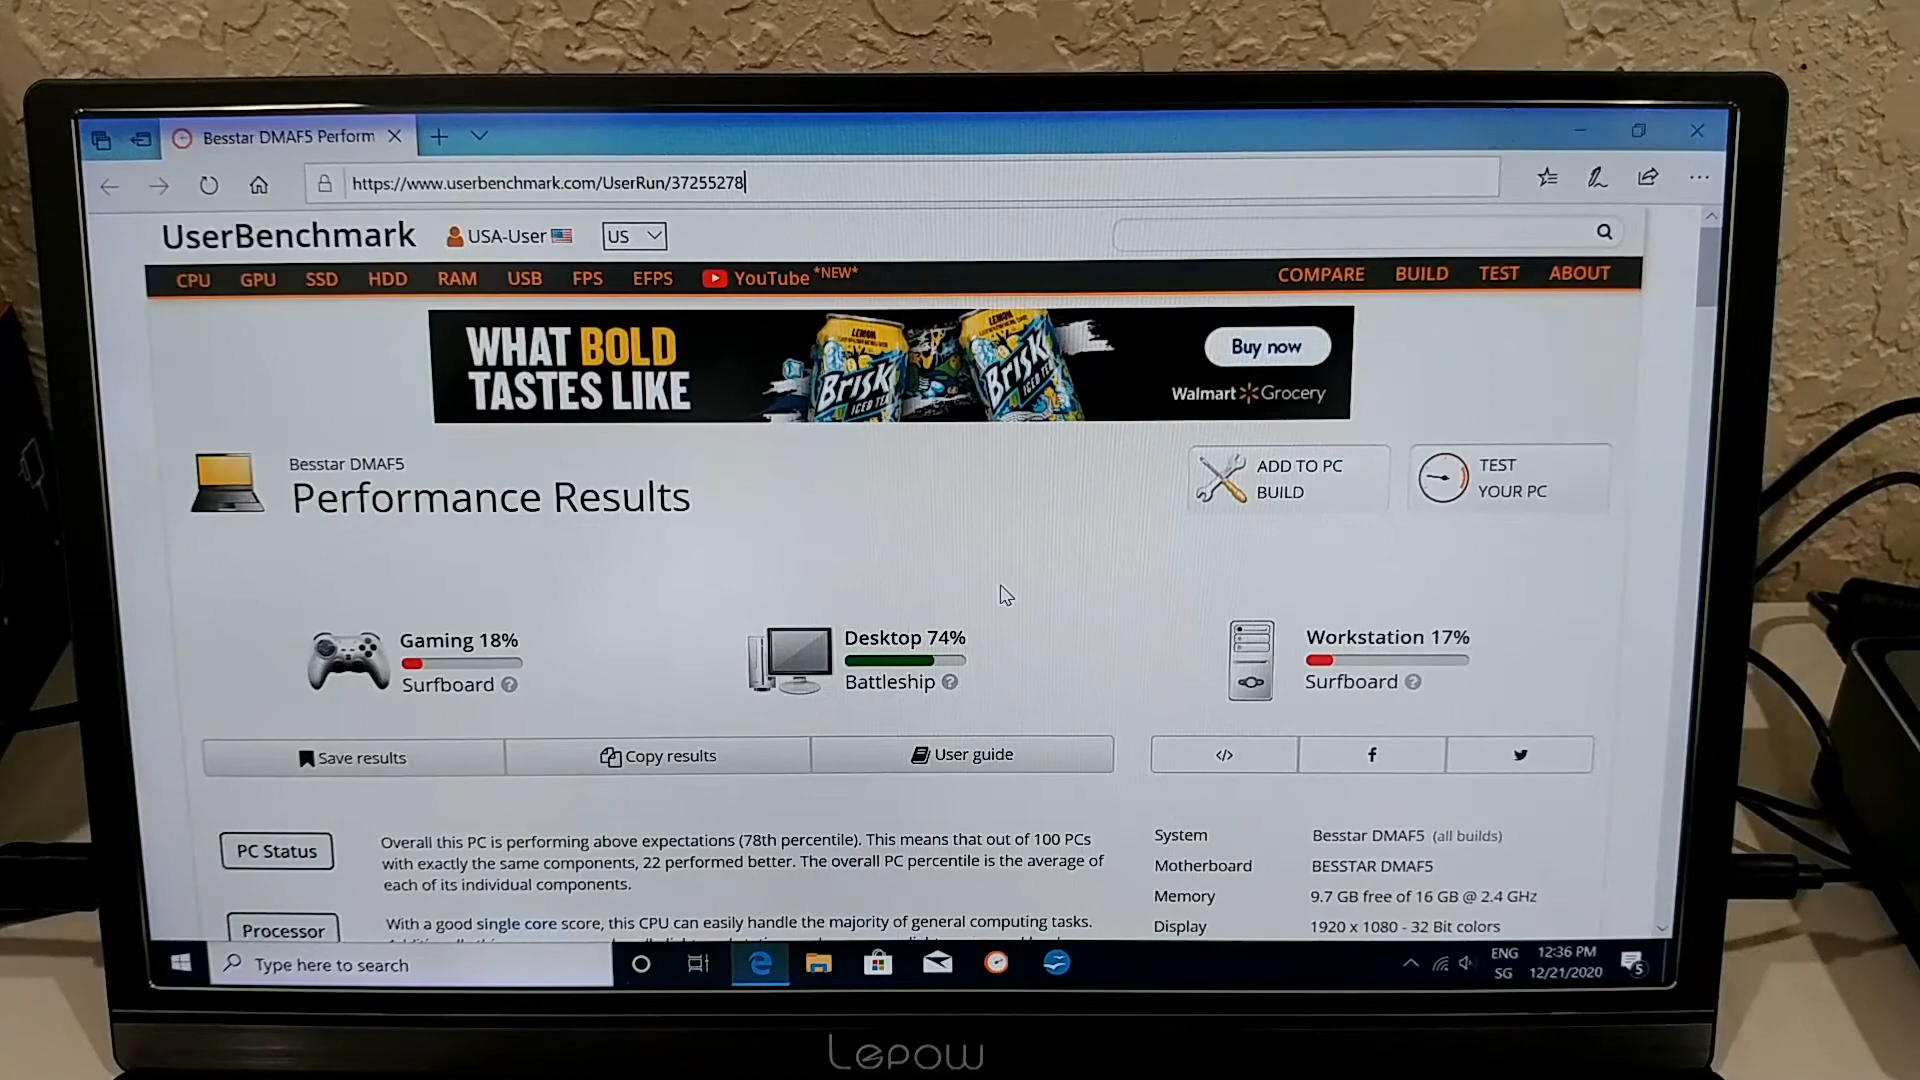 Besstar DMAF5 Perform
https://www.userbenchmark.com/UserRun/37255278
UserBenchmark USA-User US
CPU GPU SSD HDD RAM USB FPS EFPS YouTube *NEW* COMPARE BUILD TEST ABOUT
WHAT BOLD
TASTES LIKE
LEMON
Brisk
ICED TEA
LEMON
Brisk
ICED TEA
Buy now
Walmart Grocery
Besstar DMAF5
Performance Results
ADD TO PC
BUILD
TEST
YOUR PC
Gaming 18%
Surfboard ?
Desktop 74%
Battleship ?
Workstation 17%
Surfboard ?
Save results
Copy results
User guide
</>
f
PC Status
Overall this PC is performing above expectations (78th percentile). This means that out of 100 PCs
with exactly the same components, 22 performed better. The overall PC percentile is the average of
each of its individual components.
Processor
With a good single core score, this CPU can easily handle the majority of general computing tasks.
System Besstar DMAF5 (all builds)
Motherboard BESSTAR DMAF5
Memory 9.7 GB free of 16 GB @ 2.4 GHz
Display 1920 x 1080 - 32 Bit colors
Type here to search
ENG
SG
12:36 PM
12/21/2020
5
Lepow